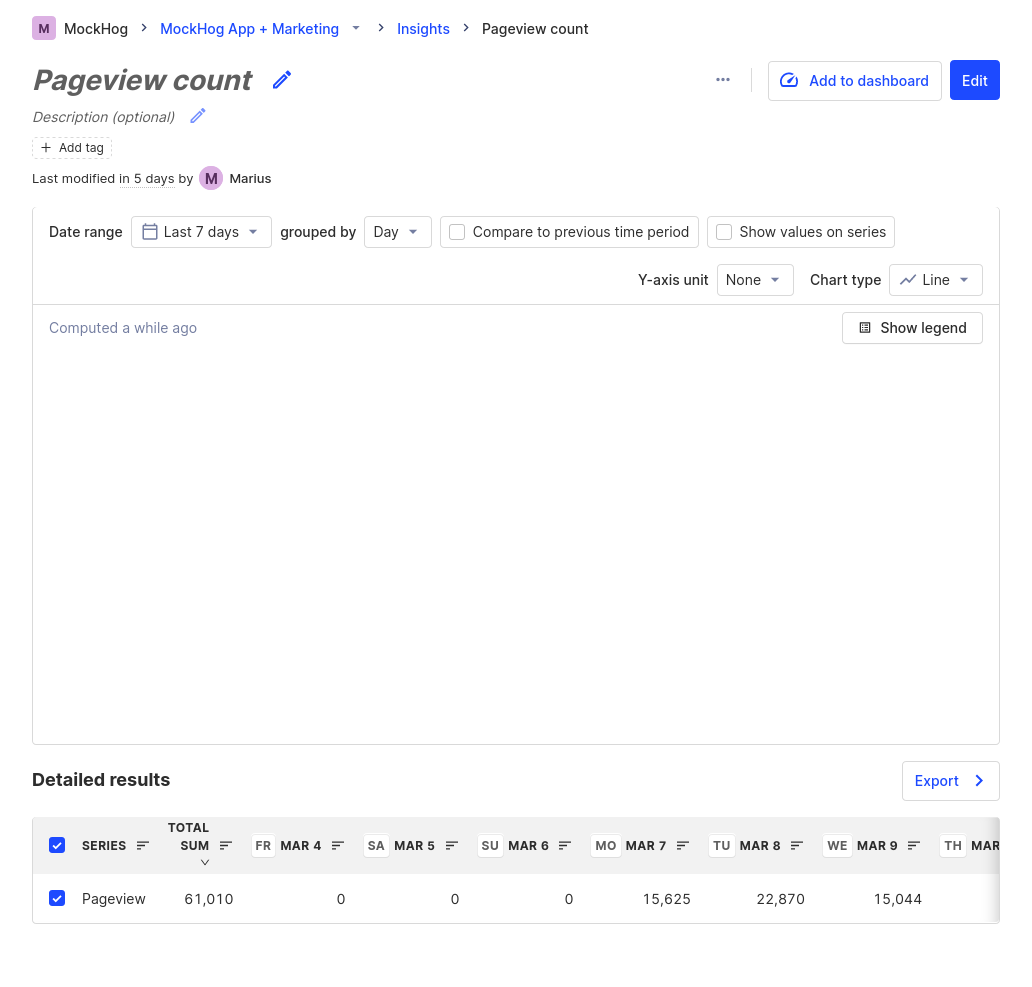 M MockHog MockHog App + Marketing Insights Pageview count
Pageview count
Add to dashboard Edit
Description (optional)
Add tag
Last modified in 5 days by M Marius
Date range Last 7 days grouped by Day Compare to previous time period Show values on series
Y-axis unit None Chart type Line
Computed a while ago Show legend
Detailed results Export
SERIES TOTAL SUM FR MAR 4 SA MAR 5 SU MAR 6 MO MAR 7 TU MAR 8 WE MAR 9 TH MAR
Pageview 61,010 0 0 0 15,625 22,870 15,044